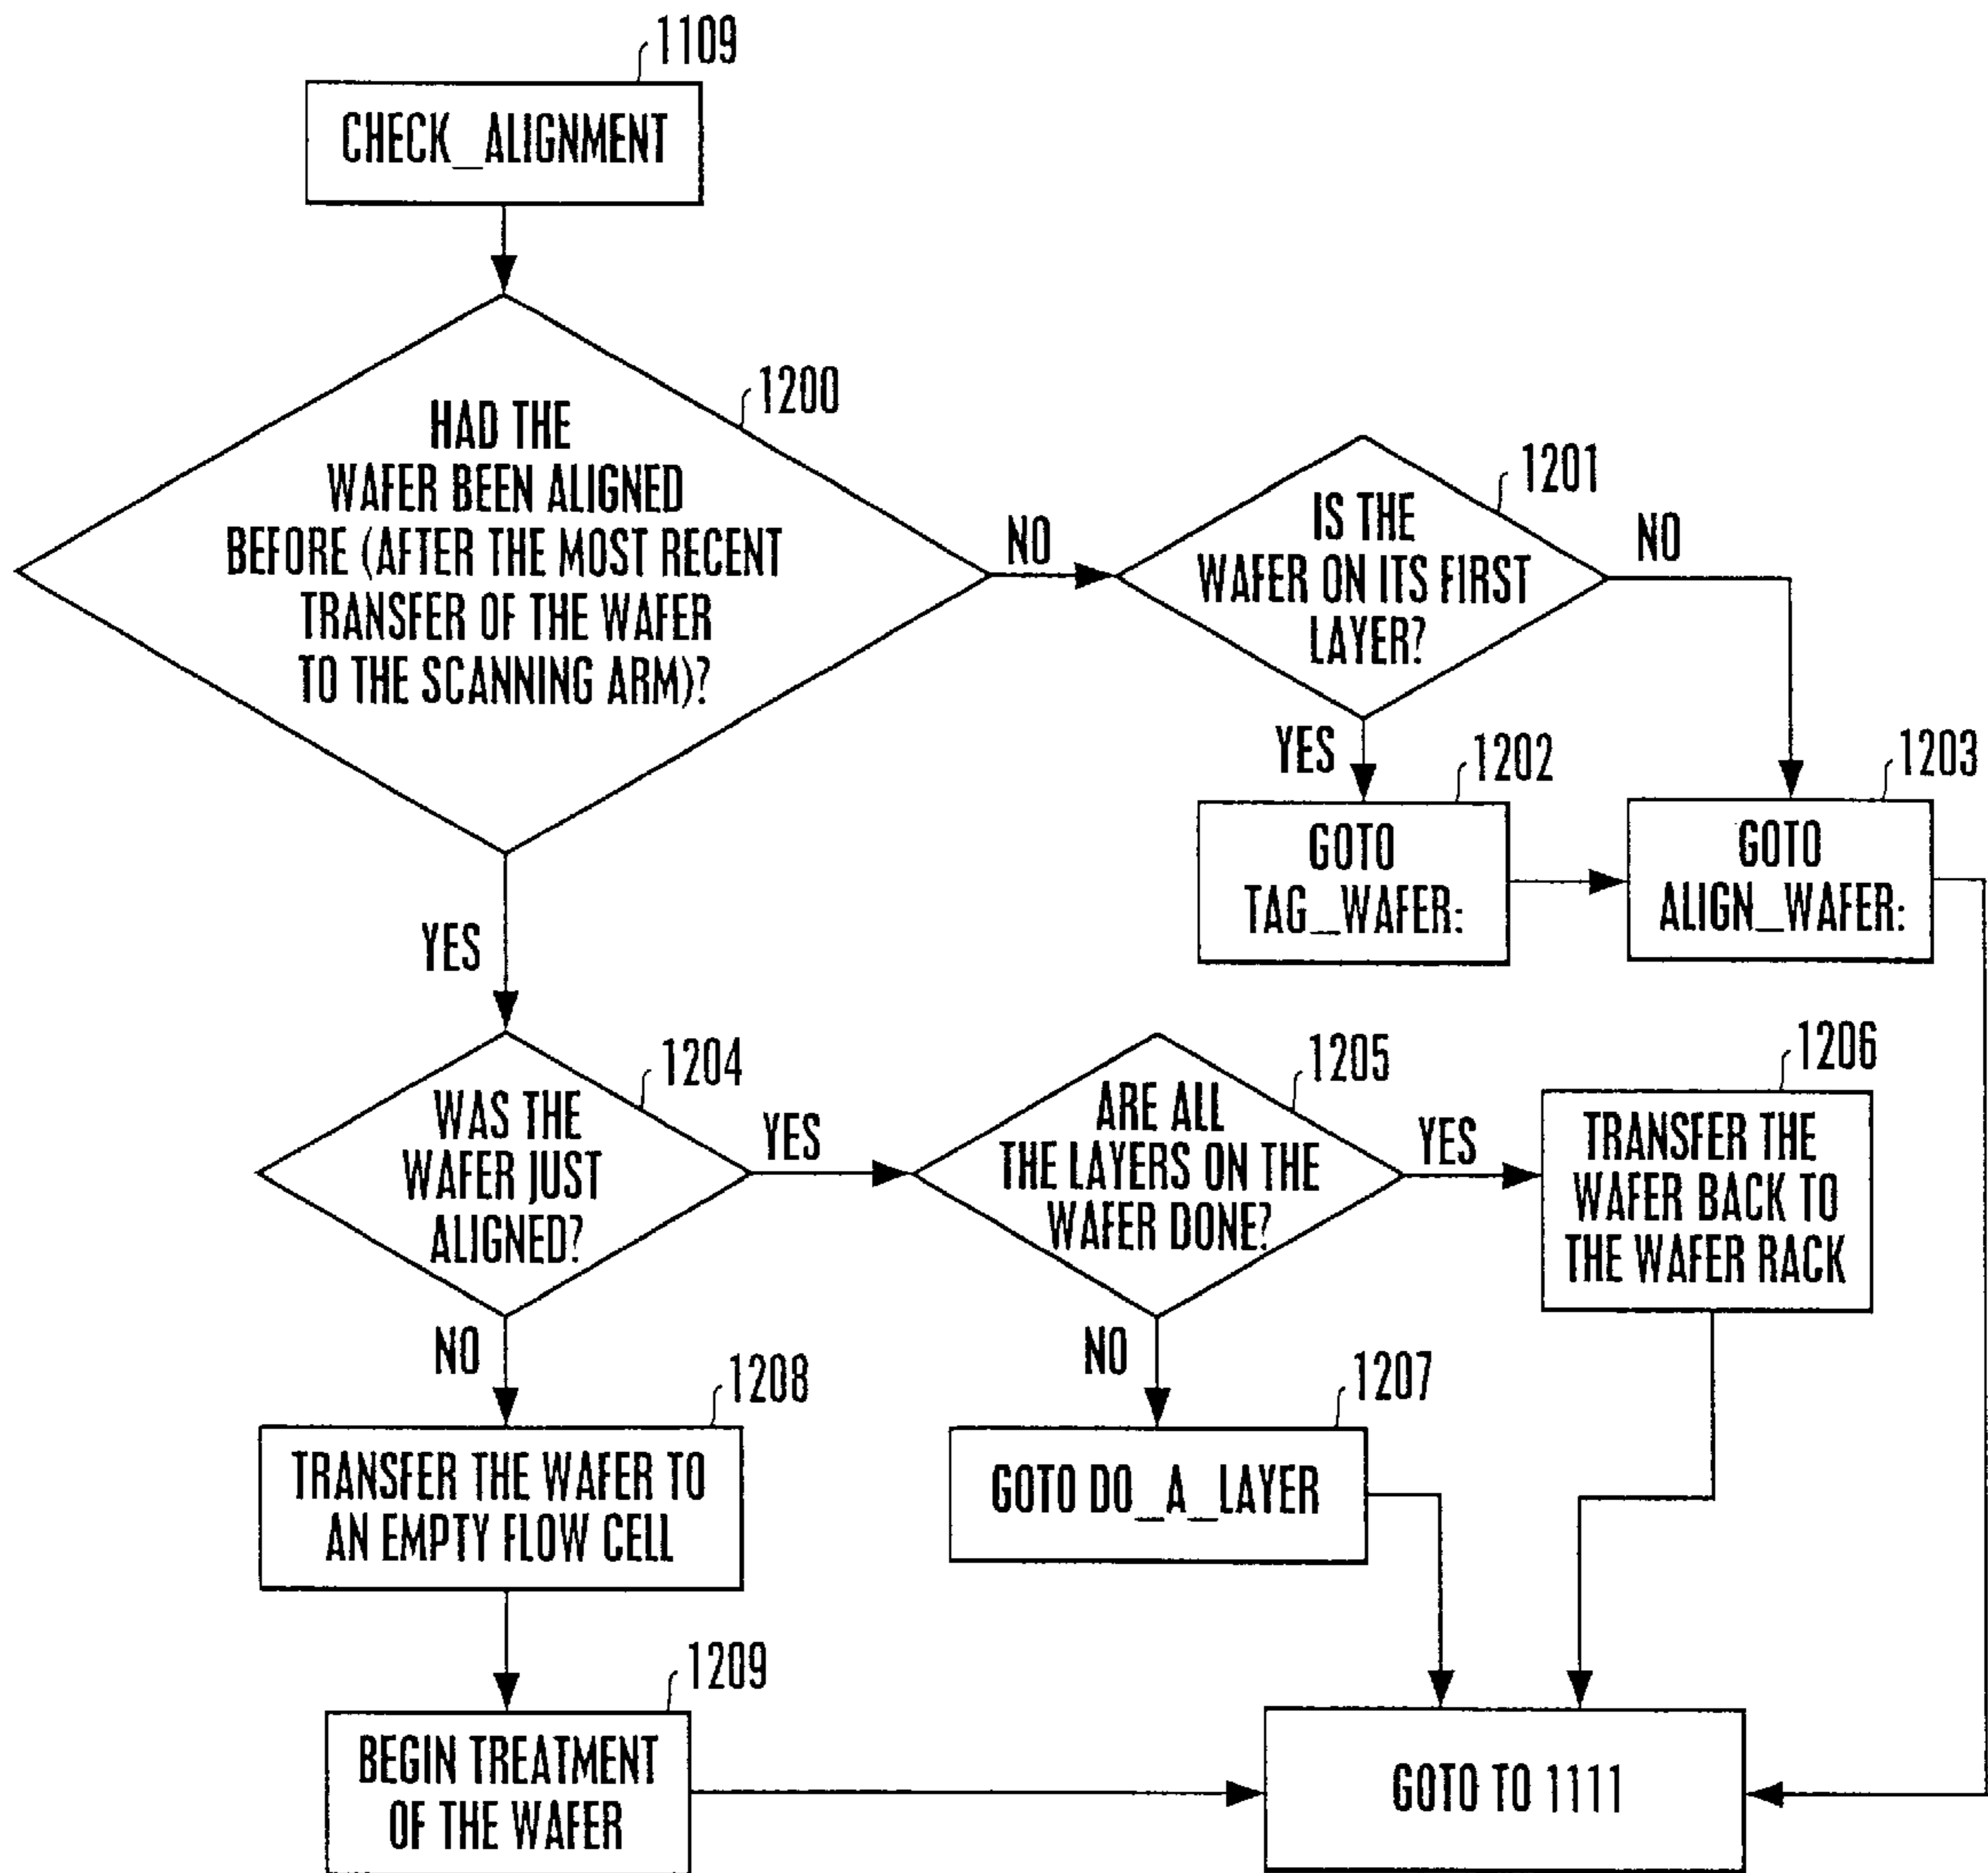 1109
CHECK_ALIGNMENT
1200
HAD THE
WAFER BEEN ALIGNED
BEFORE (AFTER THE MOST RECENT
TRANSFER OF THE WAFER
TO THE SCANNING ARM)?
NO
1201
IS THE
WAFER ON ITS FIRST
LAYER?
NO
YES
1202
GOTO
TAG_WAFER:
1203
GOTO
ALIGN_WAFER:
YES
1204
WAS THE
WAFER JUST
ALIGNED?
YES
1205
ARE ALL
THE LAYERS ON THE
WAFER DONE?
YES
1206
TRANSFER THE
WAFER BACK TO
THE WAFER RACK
NO
1208
TRANSFER THE WAFER TO
AN EMPTY FLOW CELL
NO
1207
GOTO DO_A_LAYER
1209
BEGIN TREATMENT
OF THE WAFER
GOTO TO 1111